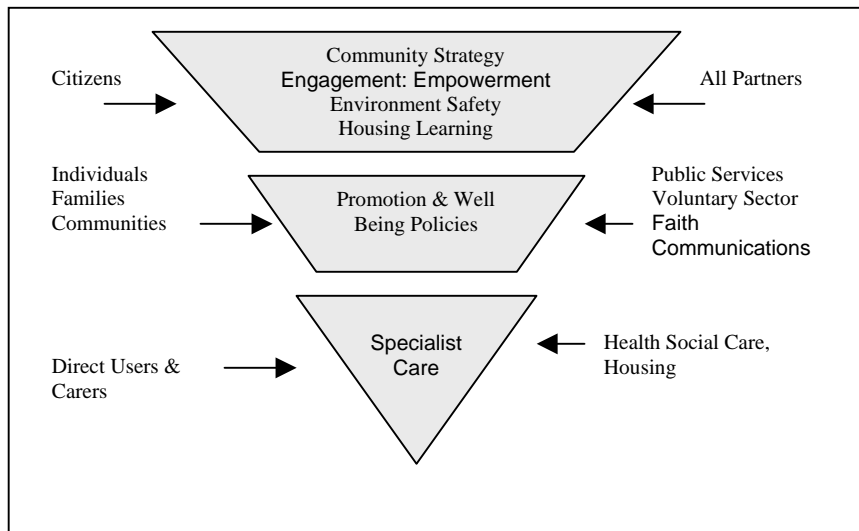 Community Strategy
Engagement: Empowerment
Environment Safety
Housing Learning
Citizens
All Partners
Individuals
Families
Communities
Promotion & Well
Being Policies
Public Services
Voluntary Sector
Faith
Communications
Specialist
Care
Direct Users &
Carers
Health Social Care,
Housing